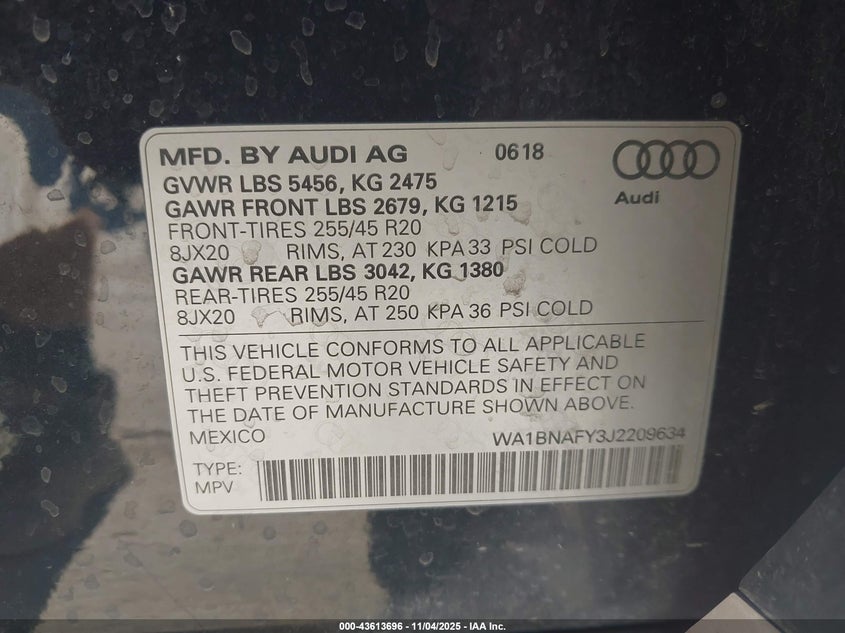 MFD. BY AUDI AG 0618
Audi
GVWR LBS 5456, KG 2475
GAWR FRONT LBS 2679, KG 1215
FRONT-TIRES 255/45 R20
8JX20 RIMS, AT 230 KPA 33 PSI COLD
GAWR REAR LBS 3042, KG 1380
REAR-TIRES 255/45 R20
8JX20 RIMS, AT 250 KPA 36 PSI COLD
THIS VEHICLE CONFORMS TO ALL APPLICABLE
U.S. FEDERAL MOTOR VEHICLE SAFETY AND
THEFT PREVENTION STANDARDS IN EFFECT ON
THE DATE OF MANUFACTURE SHOWN ABOVE.
MEXICO WA1BNAFY3J2209634
TYPE:
MPV
000-43613696 - 11/04/2025 - IAA Inc.